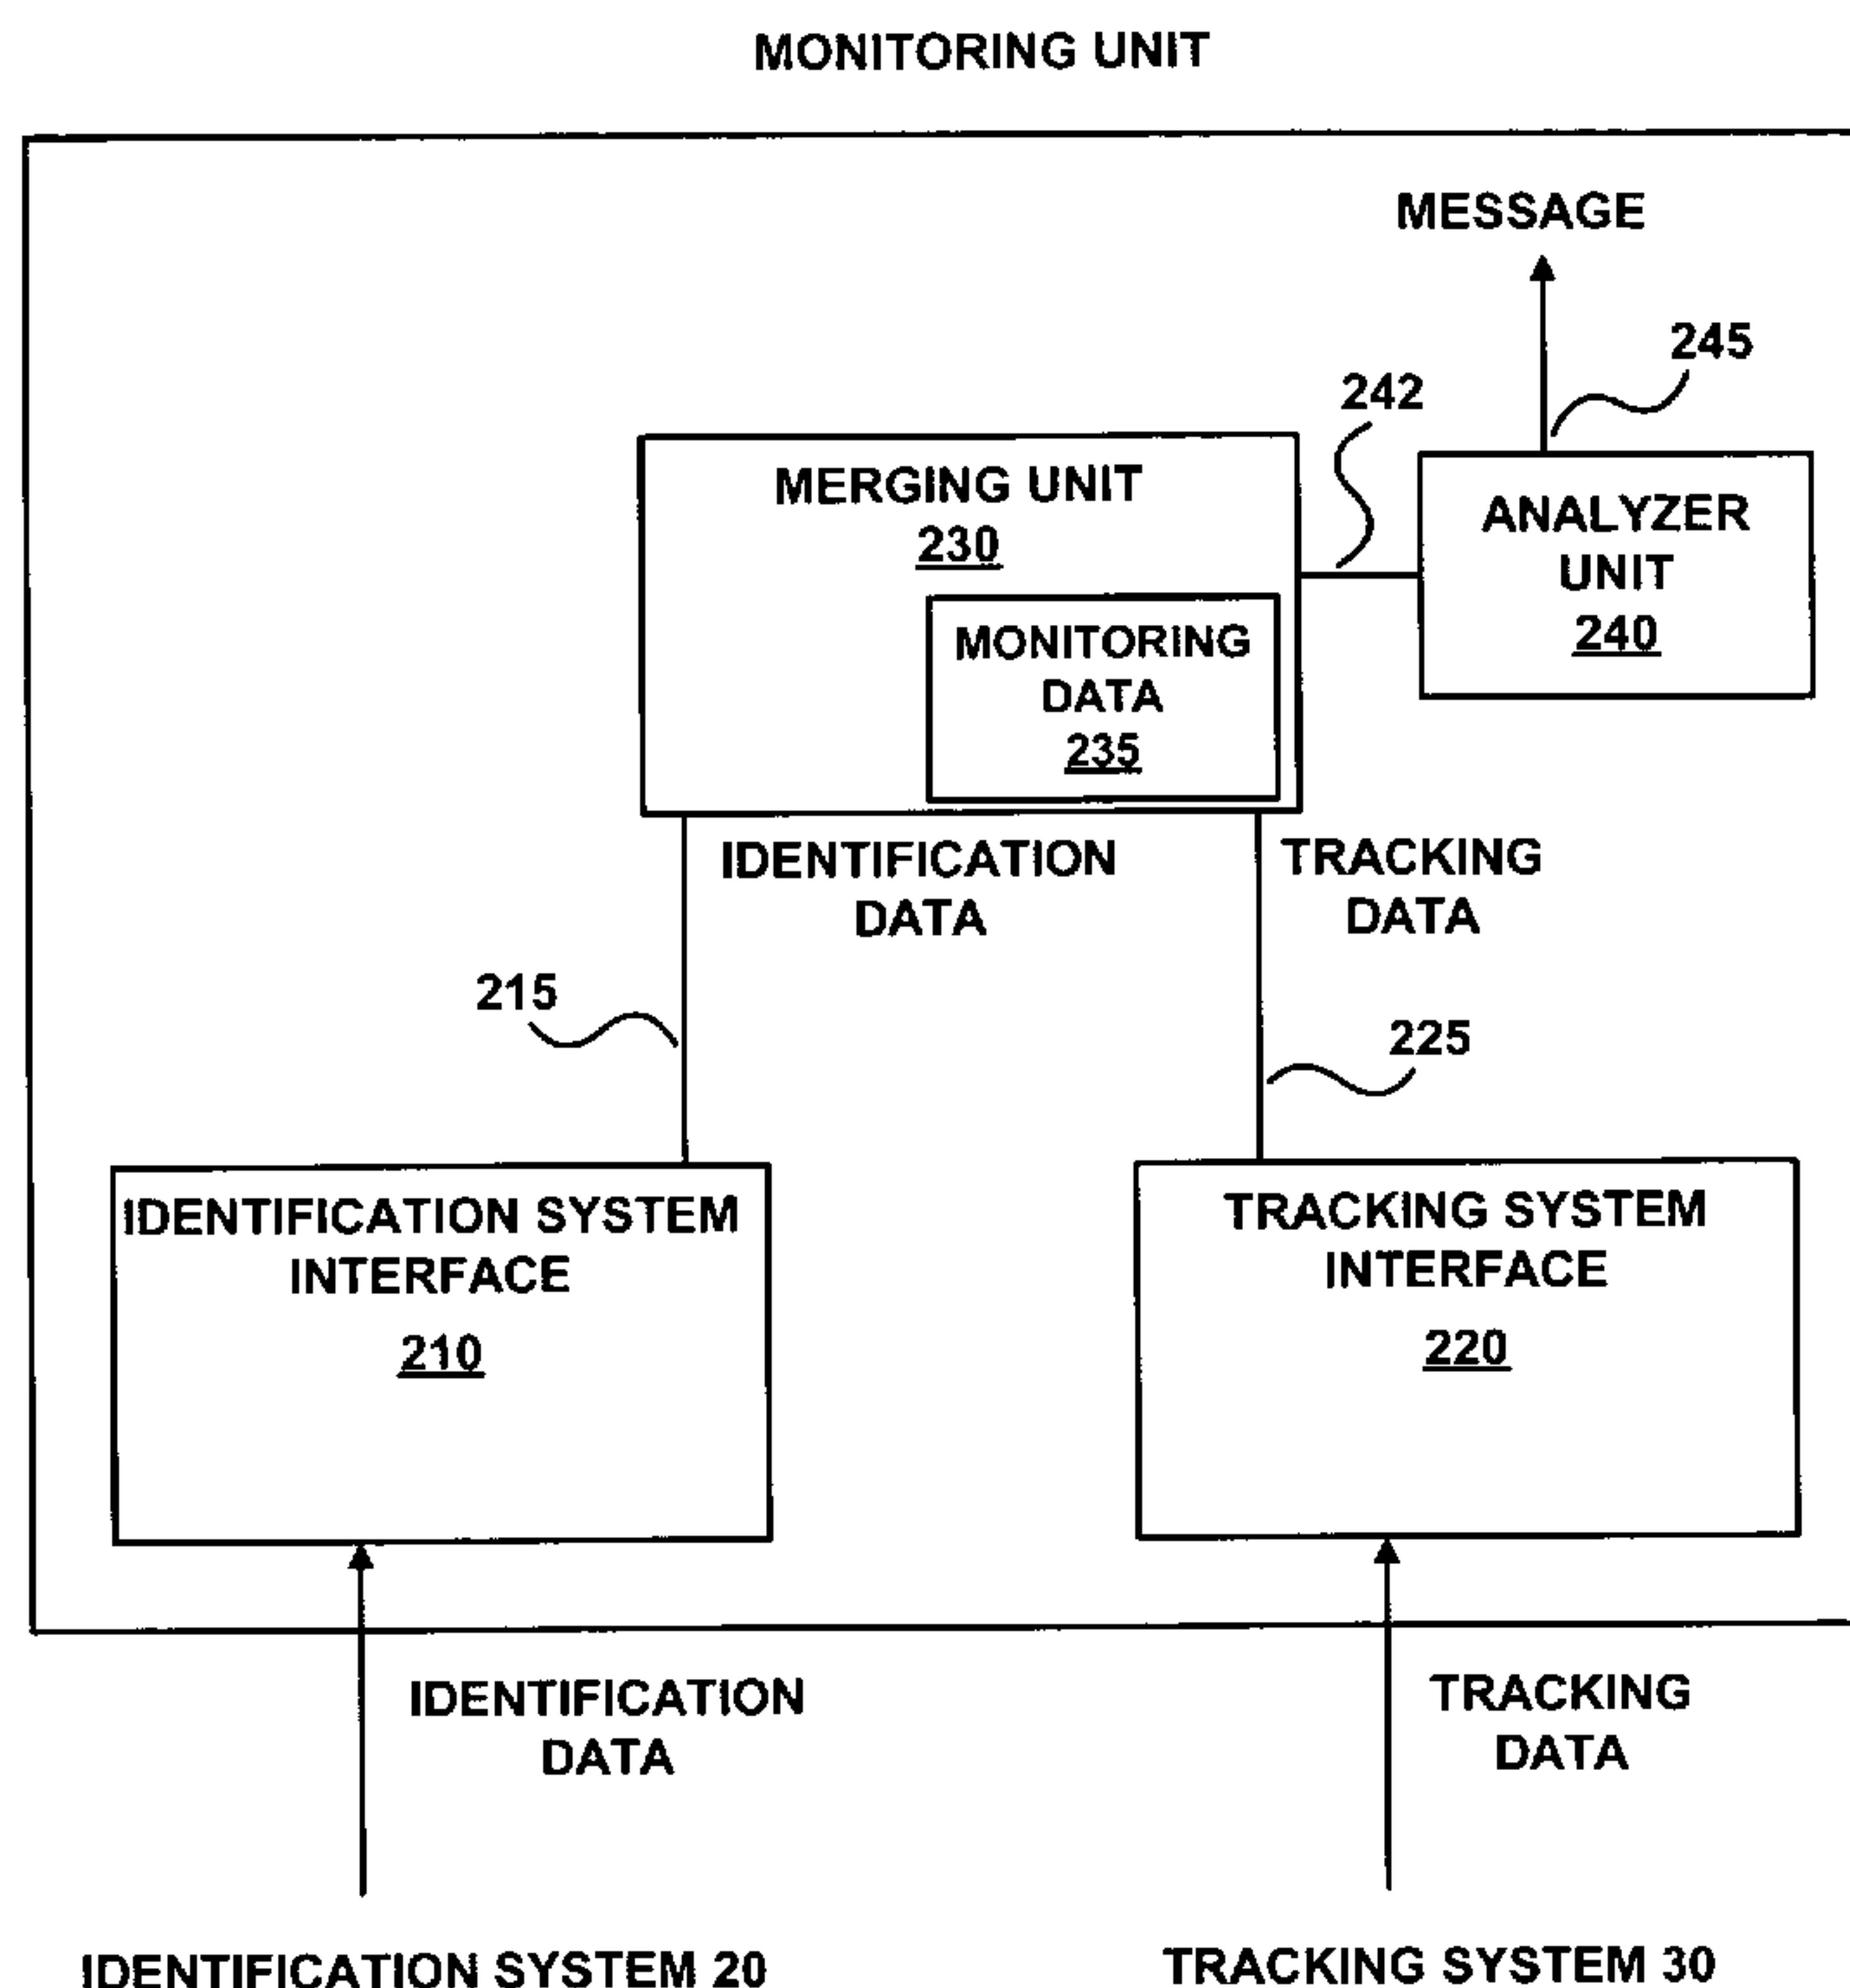 MONITORING UNIT
MESSAGE
245
242
MERGING UNIT
230
ANALYZER
UNIT
240
MONITORING
DATA
235
IDENTIFICATION
DATA
TRACKING
DATA
215
225
IDENTIFICATION SYSTEM
INTERFACE
210
TRACKING SYSTEM
INTERFACE
220
IDENTIFICATION
DATA
TRACKING
DATA
IDENTIFICATION SYSTEM 20
TRACKING SYSTEM 30